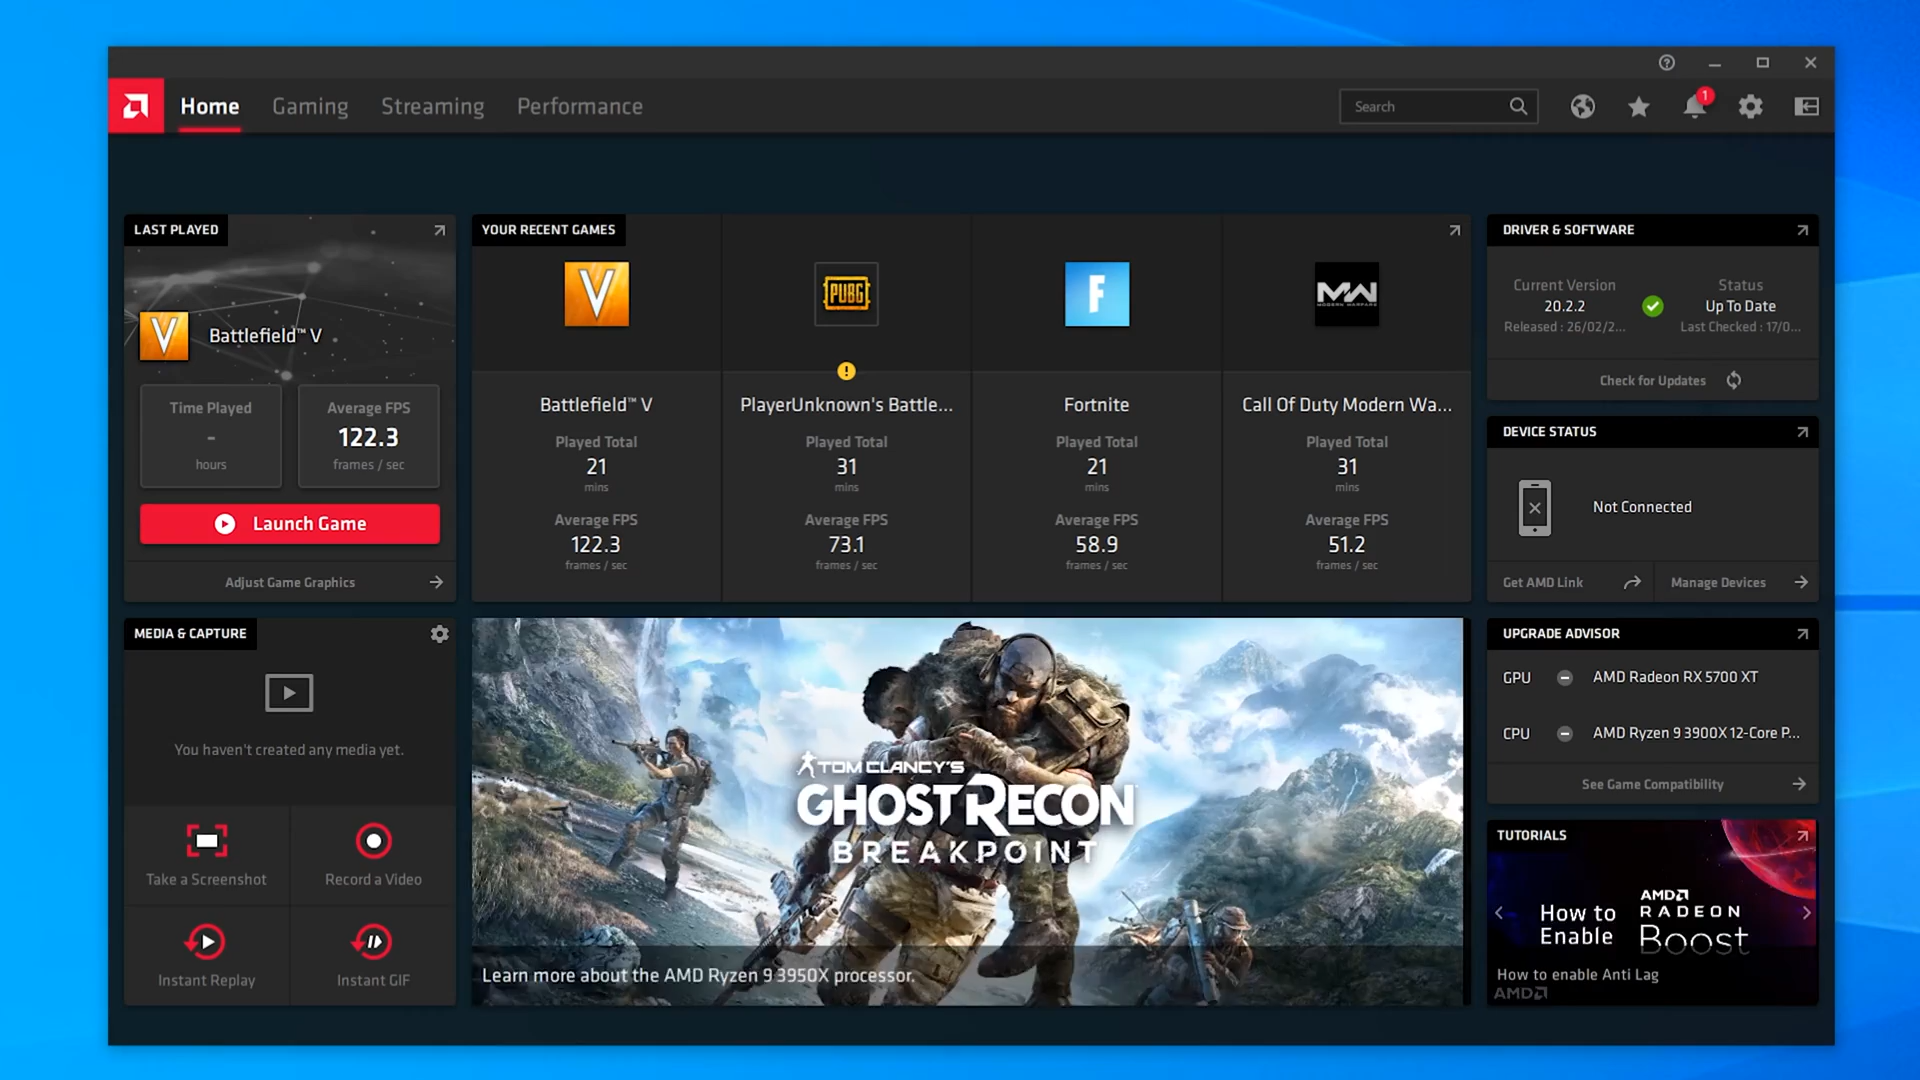 Home
Gaming
Streaming
Performance
Search
1
LAST PLAYED
Battlefield™ V
Time Played
-
hours
Average FPS
122.3
frames / sec
Launch Game
Adjust Game Graphics
YOUR RECENT GAMES
V
Battlefield™ V
Played Total
21
mins
Average FPS
122.3
frames / sec
PUBG
PlayerUnknown's Battle...
Played Total
31
mins
Average FPS
73.1
frames / sec
F
Fortnite
Played Total
21
mins
Average FPS
58.9
frames / sec
MW
MODERN WARFARE
Call Of Duty Modern Wa...
Played Total
31
mins
Average FPS
51.2
frames / sec
DRIVER & SOFTWARE
Current Version
20.2.2
Released : 26/02/2...
Status
Up To Date
Last Checked : 17/0...
Check for Updates
DEVICE STATUS
Not Connected
Get AMD Link
Manage Devices
MEDIA & CAPTURE
You haven't created any media yet.
Take a Screenshot
Record a Video
Instant Replay
Instant GIF
TOM CLANCY'S
GHOST RECON
BREAKPOINT
Learn more about the AMD Ryzen 9 3950X processor.
UPGRADE ADVISOR
GPU
AMD Radeon RX 5700 XT
CPU
AMD Ryzen 9 3900X 12-Core P...
See Game Compatibility
TUTORIALS
How to
Enable
AMD
RADEON
Boost
How to enable Anti Lag
AMD